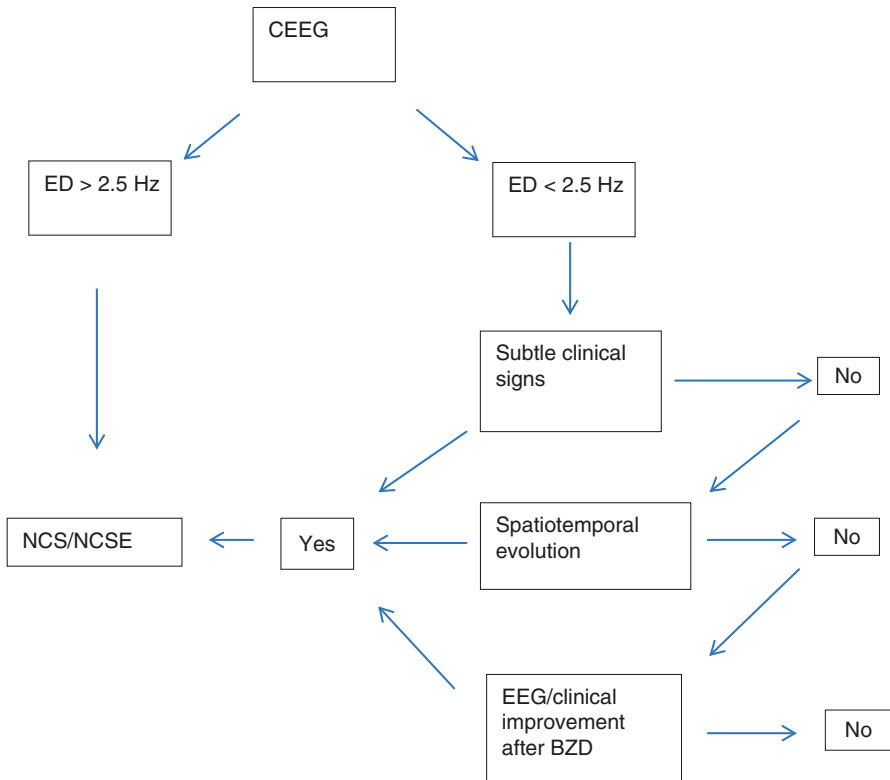 CEEG
ED > 2.5 Hz
ED < 2.5 Hz
Subtle clinical
signs
No
NCS/NCSE
Yes
Spatiotemporal
evolution
No
EEG/clinical
improvement
after BZD
No